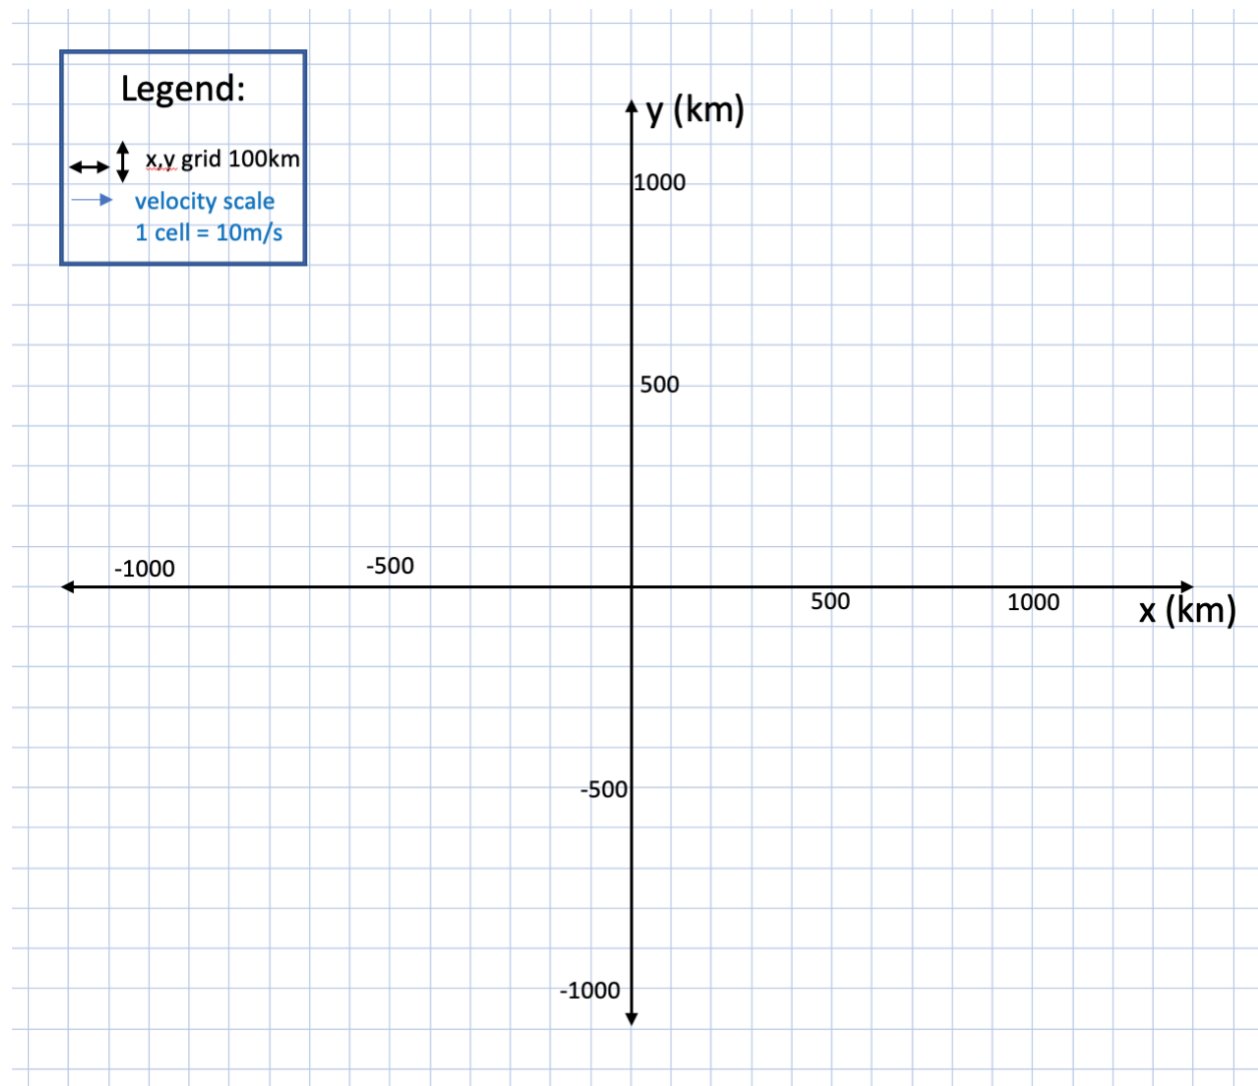 Legend:
x,y grid 100km
velocity scale
1 cell = 10m/s
y (km)
1000
500
-1000
-500
500
1000
x (km)
-500
-1000